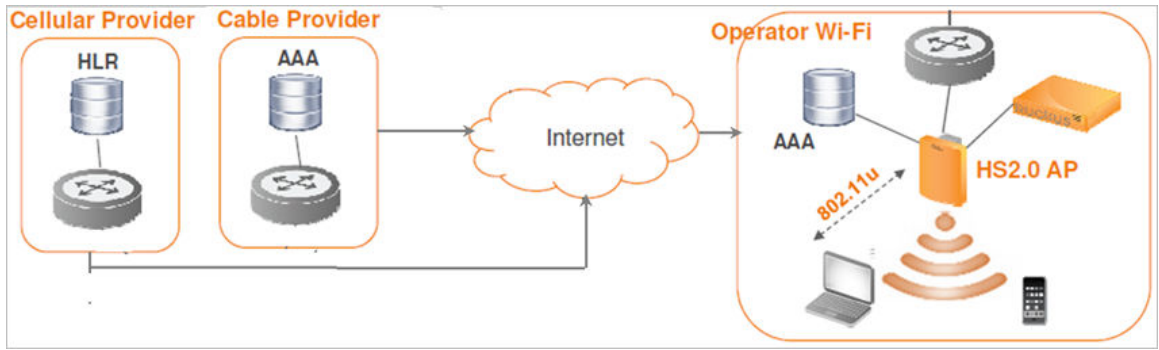 Cellular Provider
HLR
Cable Provider
AAA
Internet
Operator Wi-Fi
AAA
HS2.0 AP
802.11u